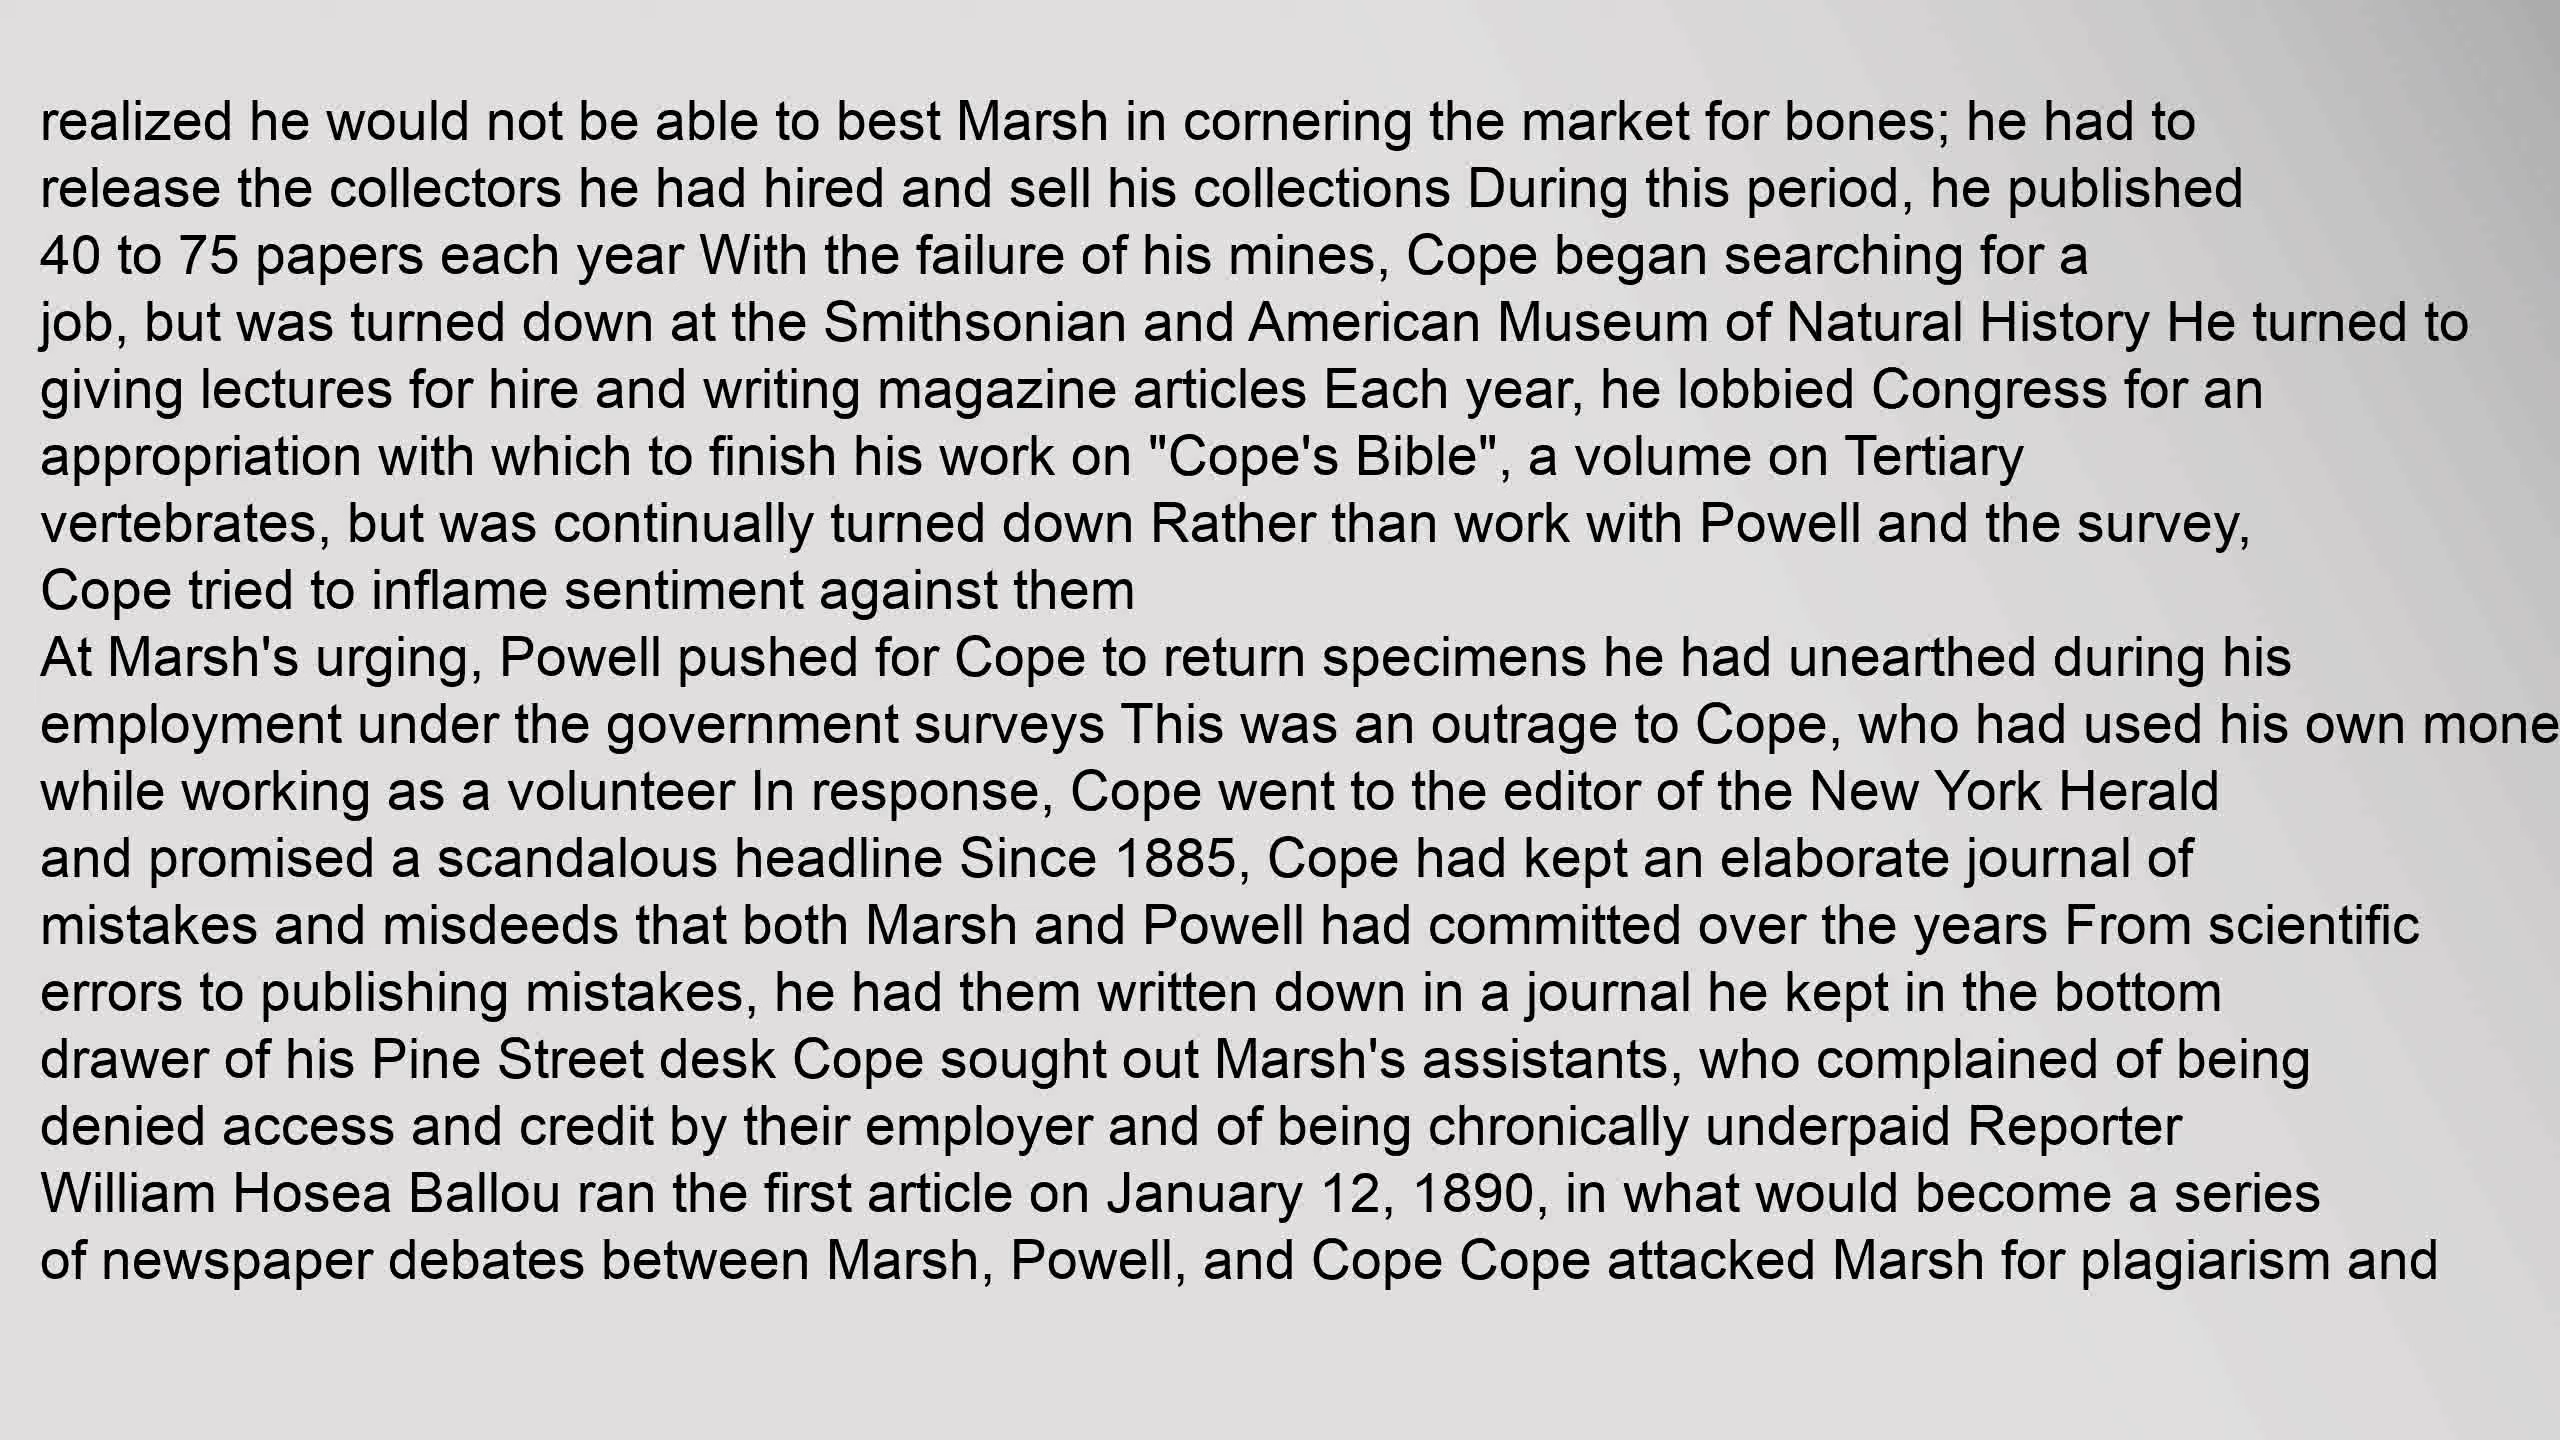 realized he would not be able to best Marsh in cornering the market for bones; he had to
release the collectors he had hired and sell his collections During this period, he published
40 to 75 papers each year With the failure of his mines, Cope began searching for a
job, but was turned down at the Smithsonian and American Museum of Natural History He turned to
giving lectures for hire and writing magazine articles Each year, he lobbied Congress for an
appropriation with which to finish his work on "Cope's Bible", a volume on Tertiary
vertebrates, but was continually turned down Rather than work with Powell and the survey,
Cope tried to inflame sentiment against them
At Marsh's urging, Powell pushed for Cope to return specimens he had unearthed during his
employment under the government surveys This was an outrage to Cope, who had used his own mone
while working as a volunteer In response, Cope went to the editor of the New York Herald
and promised a scandalous headline Since 1885, Cope had kept an elaborate journal of
mistakes and misdeeds that both Marsh and Powell had committed over the years From scientific
errors to publishing mistakes, he had them written down in a journal he kept in the bottom
drawer of his Pine Street desk Cope sought out Marsh's assistants, who complained of being
denied access and credit by their employer and of being chronically underpaid Reporter
William Hosea Ballou ran the first article on January 12, 1890, in what would become a series
of newspaper debates between Marsh, Powell, and Cope Cope attacked Marsh for plagiarism and